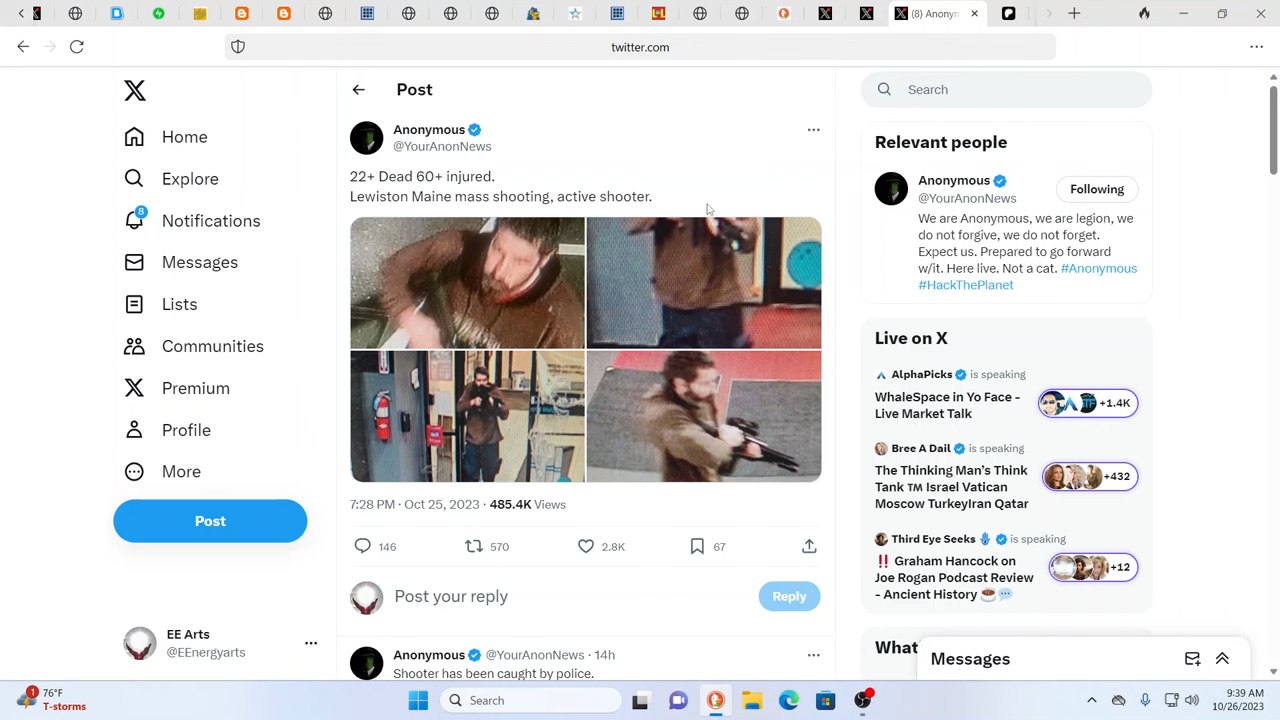 (8) Anonym
twitter.com
Home
Explore
8
Notifications
Messages
Lists
Communities
Premium
Profile
More
Post
EE Arts
@EEnergyarts
Post
Anonymous
@YourAnonNews
22+ Dead 60+ injured.
Lewiston Maine mass shooting, active shooter.
7:28 PM · Oct 25, 2023 · 485.4K Views
146 570 2.8K 67
Post your reply
Reply
Anonymous @YourAnonNews · 14h
Shooter has been caught by police.
Search
Relevant people
Anonymous
@YourAnonNews
Following
We are Anonymous, we are legion, we
do not forgive, we do not forget.
Expect us. Prepared to go forward
w/it. Here live. Not a cat. #Anonymous
#HackThePlanet
Live on X
AlphaPicks is speaking
WhaleSpace in Yo Face -
Live Market Talk
+1.4K
Bree A Dail is speaking
The Thinking Man's Think
Tank ™ Israel Vatican
Moscow TurkeyIran Qatar
+432
Third Eye Seeks is speaking
‼️ Graham Hancock on
Joe Rogan Podcast Review
- Ancient History ☕💬
+12
What
Messages
1
76°F
T-storms
Search
9:39 AM
10/26/2023